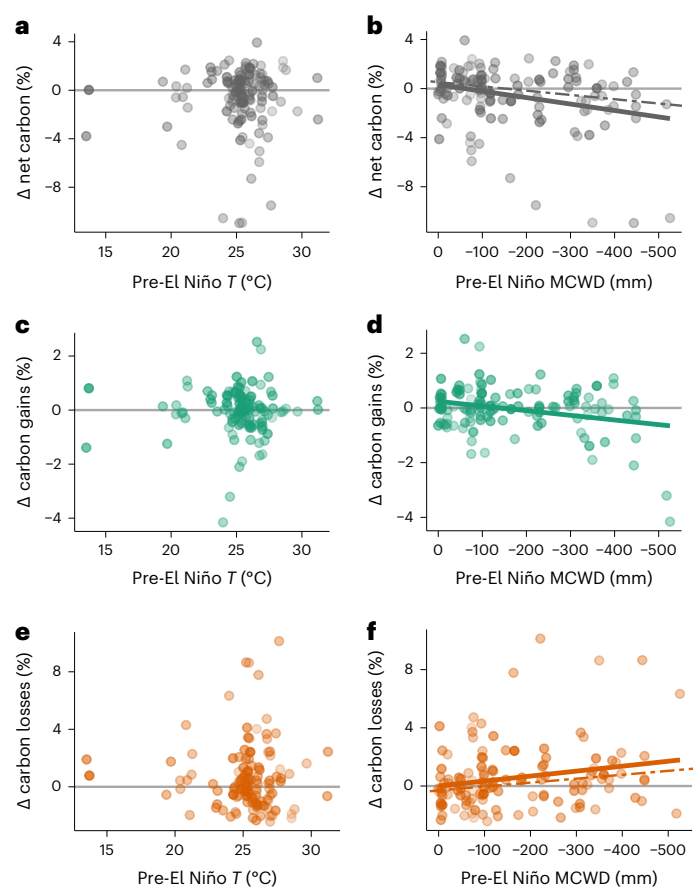 a
b
4
0
−4
−8
Δ net carbon (%)
15
20
25
30
Pre-El Niño T (°C)
4
0
−4
−8
Δ net carbon (%)
0
−100
−200
−300
−400
−500
Pre-El Niño MCWD (mm)
c
d
2
0
−2
−4
Δ carbon gains (%)
15
20
25
30
Pre-El Niño T (°C)
2
0
−2
−4
Δ carbon gains (%)
0
−100
−200
−300
−400
−500
Pre-El Niño MCWD (mm)
e
f
8
4
0
Δ carbon losses (%)
15
20
25
30
Pre-El Niño T (°C)
8
4
0
Δ carbon losses (%)
0
−100
−200
−300
−400
−500
Pre-El Niño MCWD (mm)